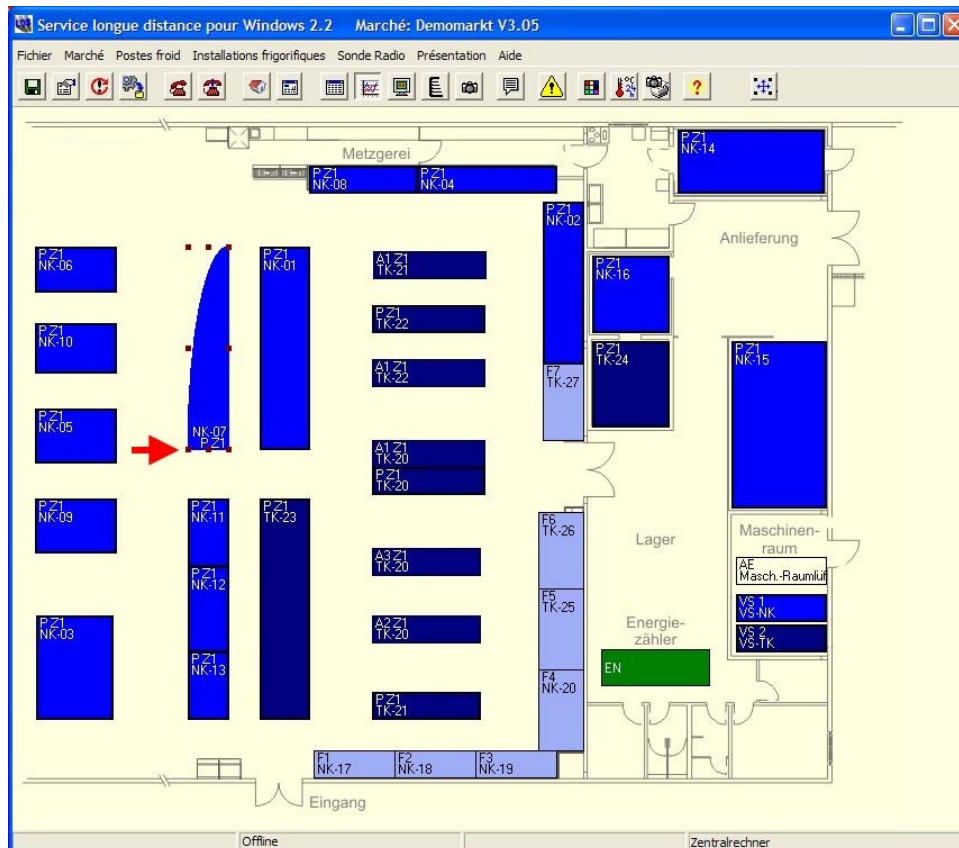 Service longue distance pour Windows 2.2 Marché: Demomarkt V3.05
Fichier Marché Postes froid Installations frigorifiques Sonde Radio Présentation Aide
Metzgerei
P Z1
NK-08
P Z1
NK-04
P Z1
NK-14
P Z1
NK-02
Anlieferung
P Z1
NK-06
P Z1
NK-01
A1 Z1
TK-21
P Z1
NK-16
P Z1
TK-22
P Z1
NK-10
A1 Z1
TK-22
F7
TK-27
P Z1
TK-24
P Z1
NK-15
P Z1
NK-05
NK-07
P Z1
A1 Z1
TK-20
P Z1
TK-20
P Z1
NK-09
P Z1
NK-11
P Z1
TK-23
F6
TK-26
Lager
Maschinen-
raum
A3 Z1
TK-20
AE
Masch.-Raumlüf
P Z1
NK-12
F5
TK-25
VS 1
VS-NK
P Z1
NK-03
A2 Z1
TK-20
Energie-
zähler
VS 2
VS-TK
P Z1
NK-13
EN
F4
NK-20
P Z1
TK-21
F1
NK-17
F2
NK-18
F3
NK-19
Eingang
Offline
Zentralrechner